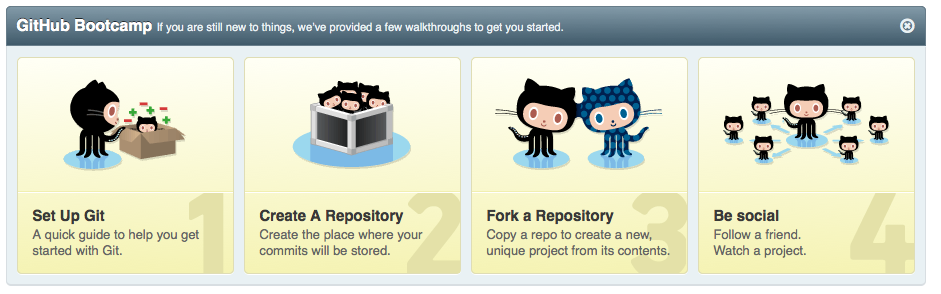 GitHub Bootcamp If you are still new to things, we've provided a few walkthroughs to get you started.
1
Set Up Git
A quick guide to help you get
started with Git.
2
Create A Repository
Create the place where your
commits will be stored.
3
Fork a Repository
Copy a repo to create a new,
unique project from its contents.
4
Be social
Follow a friend.
Watch a project.